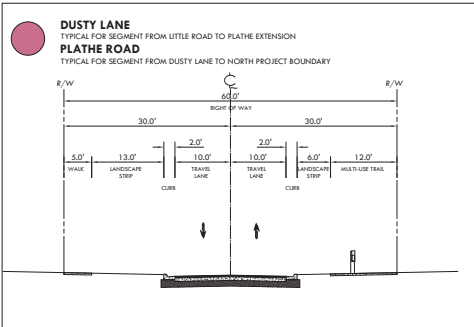 DUSTY LANE
TYPICAL FOR SEGMENT FROM LITTLE ROAD TO PLATHE EXTENSION
PLATHE ROAD
TYPICAL FOR SEGMENT FROM DUSTY LANE TO NORTH PROJECT BOUNDARY
R/W
R/W
60.0'
RIGHT OF WAY
30.0'
30.0'
2.0'
2.0'
5.0'
13.0'
10.0'
10.0'
6.0'
12.0'
WALK
LANDSCAPE
STRIP
TRAVEL
LANE
TRAVEL
LANE
LANDSCAPE
STRIP
MULTI-USE TRAIL
CURB
CURB